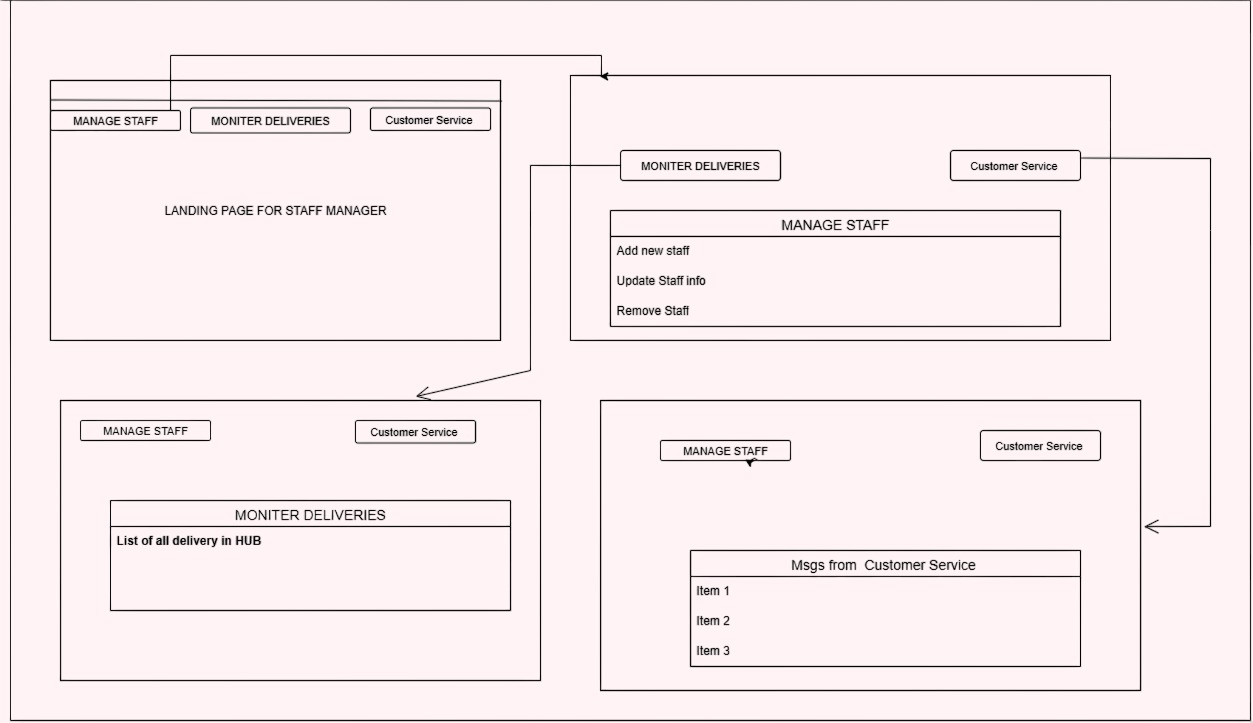 MANAGE STAFF
MONITER DELIVERIES
Customer Service
LANDING PAGE FOR STAFF MANAGER
MONITER DELIVERIES
Customer Service
MANAGE STAFF
Add new staff
Update Staff info
Remove Staff
MANAGE STAFF
Customer Service
MONITER DELIVERIES
List of all delivery in HUB
MANAGE STAFF
Customer Service
Msgs from Customer Service
Item 1
Item 2
Item 3